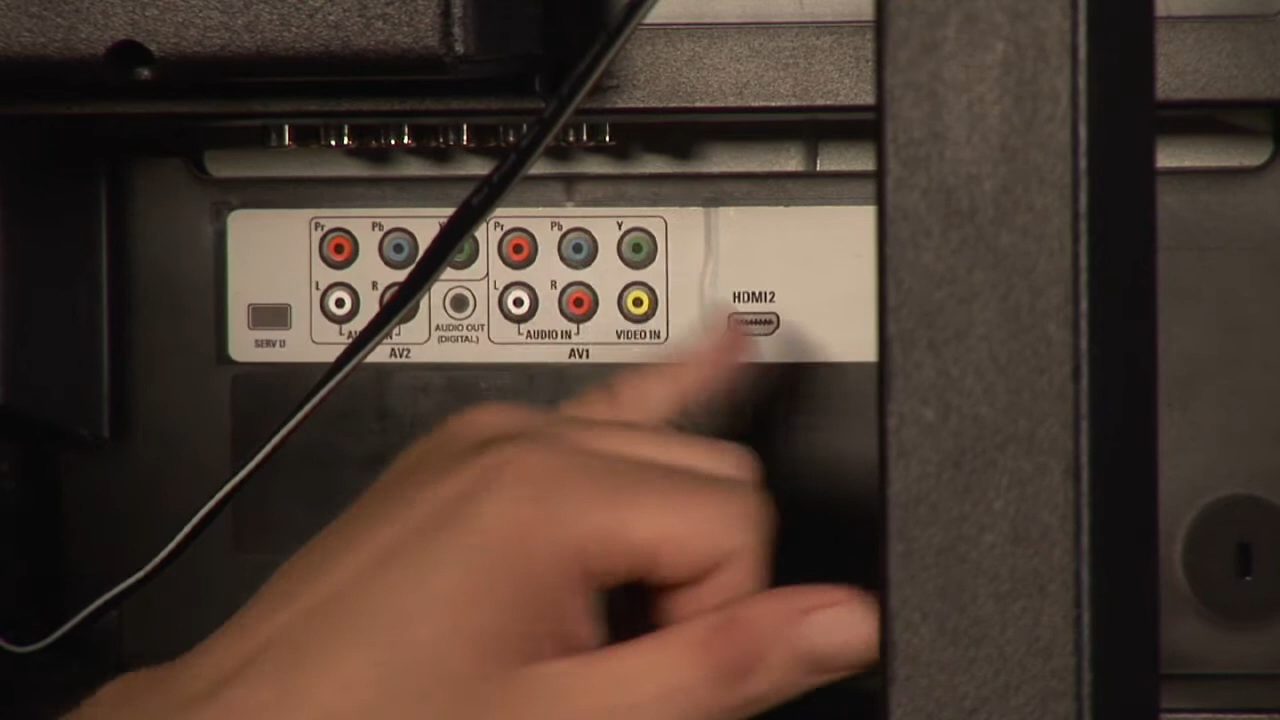 Pr Pb Y Pr Pb Y
L R L R
HDMI2
SERV U
AUDIO OUT
(DIGITAL)
AUDIO IN
VIDEO IN
AV2
AV1